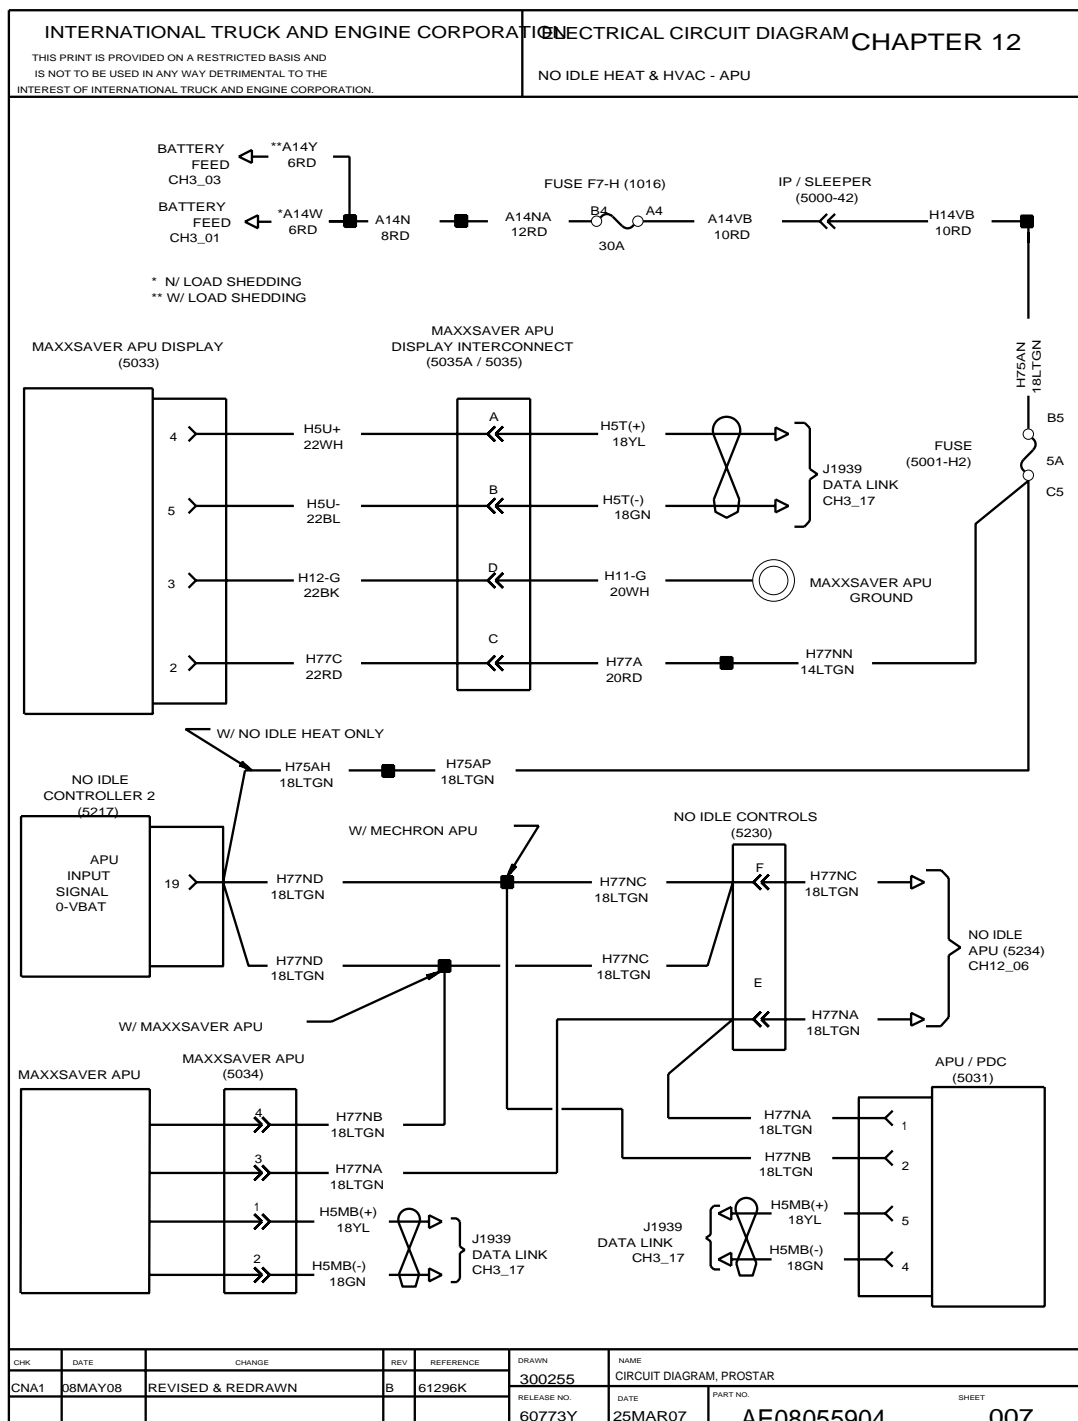 INTERNATIONAL TRUCK AND ENGINE CORPORATION
THIS PRINT IS PROVIDED ON A RESTRICTED BASIS AND
IS NOT TO BE USED IN ANY WAY DETRIMENTAL TO THE
INTEREST OF INTERNATIONAL TRUCK AND ENGINE CORPORATION.
ELECTRICAL CIRCUIT DIAGRAM
CHAPTER 12
NO IDLE HEAT & HVAC - APU
BATTERY
FEED
CH3_03
**A14Y
6RD
BATTERY
FEED
CH3_01
*A14W
6RD
A14N
8RD
A14NA
12RD
FUSE F7-H (1016)
B4
A4
30A
A14VB
10RD
IP / SLEEPER
(5000-42)
H14VB
10RD
* N/ LOAD SHEDDING
** W/ LOAD SHEDDING
H75AN
18LTGN
MAXXSAVER APU DISPLAY
(5033)
MAXXSAVER APU
DISPLAY INTERCONNECT
(5035A / 5035)
4
H5U+
22WH
A
H5T(+)
18YL
5
H5U-
22BL
B
H5T(-)
18GN
J1939
DATA LINK
CH3_17
B5
FUSE
(5001-H2)
5A
C5
3
H12-G
22BK
D
H11-G
20WH
MAXXSAVER APU
GROUND
2
H77C
22RD
C
H77A
20RD
H77NN
14LTGN
W/ NO IDLE HEAT ONLY
H75AH
18LTGN
H75AP
18LTGN
NO IDLE
CONTROLLER 2
(5217)
APU
INPUT
SIGNAL
0-VBAT
19
W/ MECHRON APU
NO IDLE CONTROLS
(5230)
H77ND
18LTGN
H77NC
18LTGN
F
H77NC
18LTGN
H77ND
18LTGN
H77NC
18LTGN
E
H77NA
18LTGN
NO IDLE
APU (5234)
CH12_06
W/ MAXXSAVER APU
MAXXSAVER APU
MAXXSAVER APU
(5034)
4
H77NB
18LTGN
3
H77NA
18LTGN
1
H5MB(+)
18YL
2
H5MB(-)
18GN
J1939
DATA LINK
CH3_17
APU / PDC
(5031)
H77NA
18LTGN
1
H77NB
18LTGN
2
H5MB(+)
18YL
5
H5MB(-)
18GN
4
J1939
DATA LINK
CH3_17
CHK DATE CHANGE REV REFERENCE
CNA1 08MAY08 REVISED & REDRAWN B 61296K
DRAWN
300255
NAME
CIRCUIT DIAGRAM, PROSTAR
RELEASE NO.
60773Y
DATE
25MAR07
PART NO.
AE08055904
SHEET
007